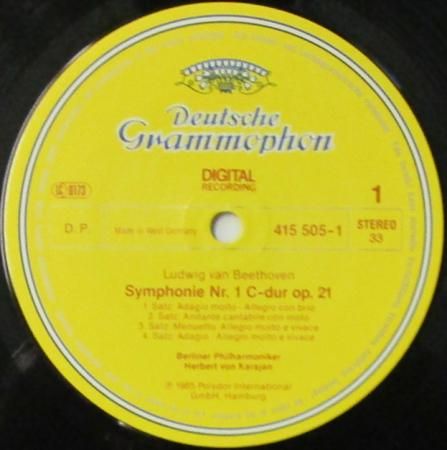 Deutsche
Grammophon
DIGITAL
RECORDING
LC 0173
1
D. P.
Made in West Germany
415 505-1
STEREO
33
Ludwig van Beethoven
Symphonie Nr. 1 C-dur op. 21
1. Satz: Adagio molto - Allegro con brio
2. Satz: Andante cantabile con moto
3. Satz: Menuetto. Allegro molto e vivace
4. Satz: Adagio - Allegro molto e vivace
Berliner Philharmoniker
Herbert von Karajan
℗ 1985 Polydor International
GmbH, Hamburg